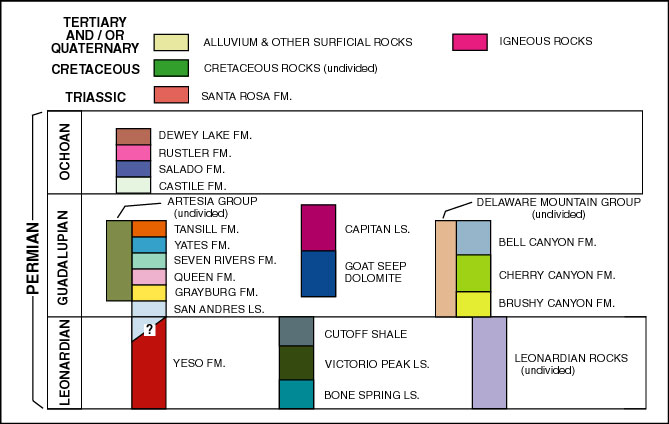 TERTIARY
AND / OR
QUATERNARY
ALLUVIUM & OTHER SURFICIAL ROCKS
IGNEOUS ROCKS
CRETACEOUS
CRETACEOUS ROCKS (undivided)
TRIASSIC
SANTA ROSA FM.
PERMIAN
OCHOAN
DEWEY LAKE FM.
RUSTLER FM.
SALADO FM.
CASTILE FM.
GUADALUPIAN
ARTESIA GROUP
(undivided)
TANSILL FM.
YATES FM.
SEVEN RIVERS FM.
QUEEN FM.
GRAYBURG FM.
SAN ANDRES LS.
CAPITAN LS.
GOAT SEEP
DOLOMITE
DELAWARE MOUNTAIN GROUP
(undivided)
BELL CANYON FM.
CHERRY CANYON FM.
BRUSHY CANYON FM.
LEONARDIAN
?
YESO FM.
CUTOFF SHALE
VICTORIO PEAK LS.
BONE SPRING LS.
LEONARDIAN ROCKS
(undivided)